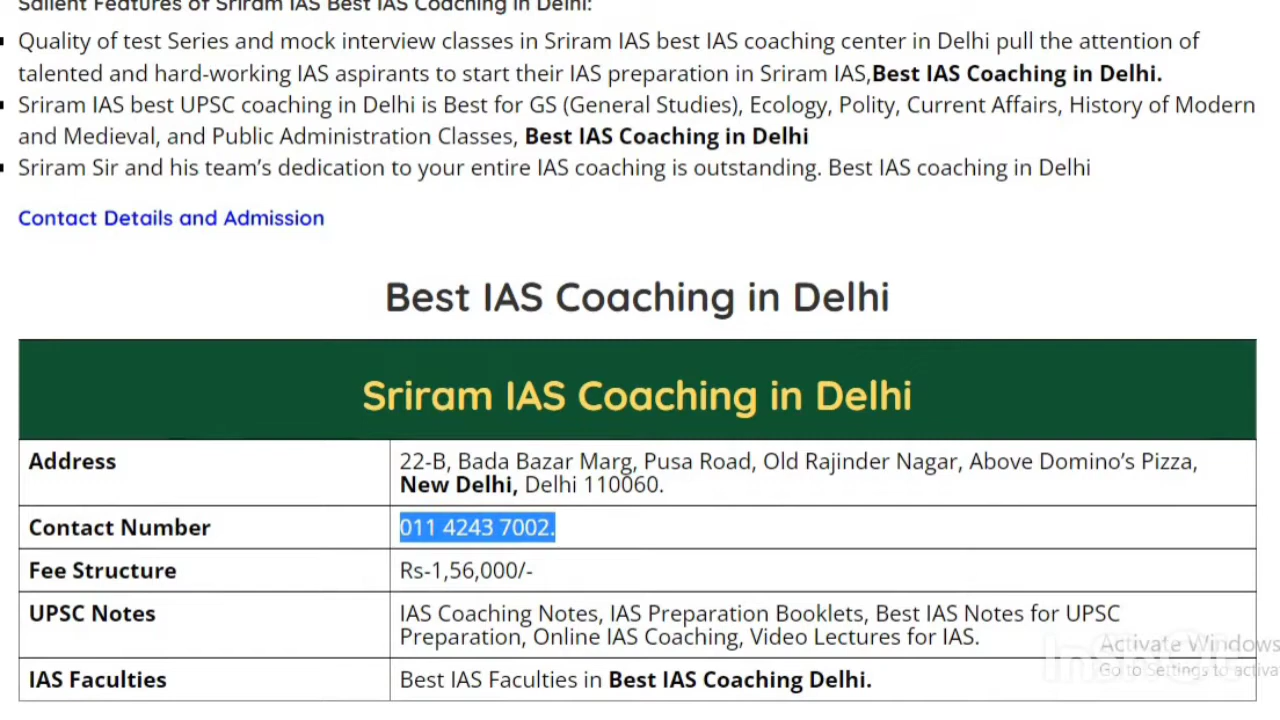 Salient Features of Sriram IAS Best IAS Coaching in Delhi:
Quality of test Series and mock interview classes in Sriram IAS best IAS coaching center in Delhi pull the attention of
talented and hard-working IAS aspirants to start their IAS preparation in Sriram IAS,Best IAS Coaching in Delhi.
Sriram IAS best UPSC coaching in Delhi is Best for GS (General Studies), Ecology, Polity, Current Affairs, History of Modern
and Medieval, and Public Administration Classes, Best IAS Coaching in Delhi
Sriram Sir and his team’s dedication to your entire IAS coaching is outstanding. Best IAS coaching in Delhi
Contact Details and Admission
Best IAS Coaching in Delhi
Sriram IAS Coaching in Delhi
Address
22-B, Bada Bazar Marg, Pusa Road, Old Rajinder Nagar, Above Domino’s Pizza,
New Delhi, Delhi 110060.
Contact Number
011 4243 7002.
Fee Structure
Rs-1,56,000/-
UPSC Notes
IAS Coaching Notes, IAS Preparation Booklets, Best IAS Notes for UPSC
Preparation, Online IAS Coaching, Video Lectures for IAS.
IAS Faculties
Best IAS Faculties in Best IAS Coaching Delhi.
Activate Windows
Go to Settings to activa